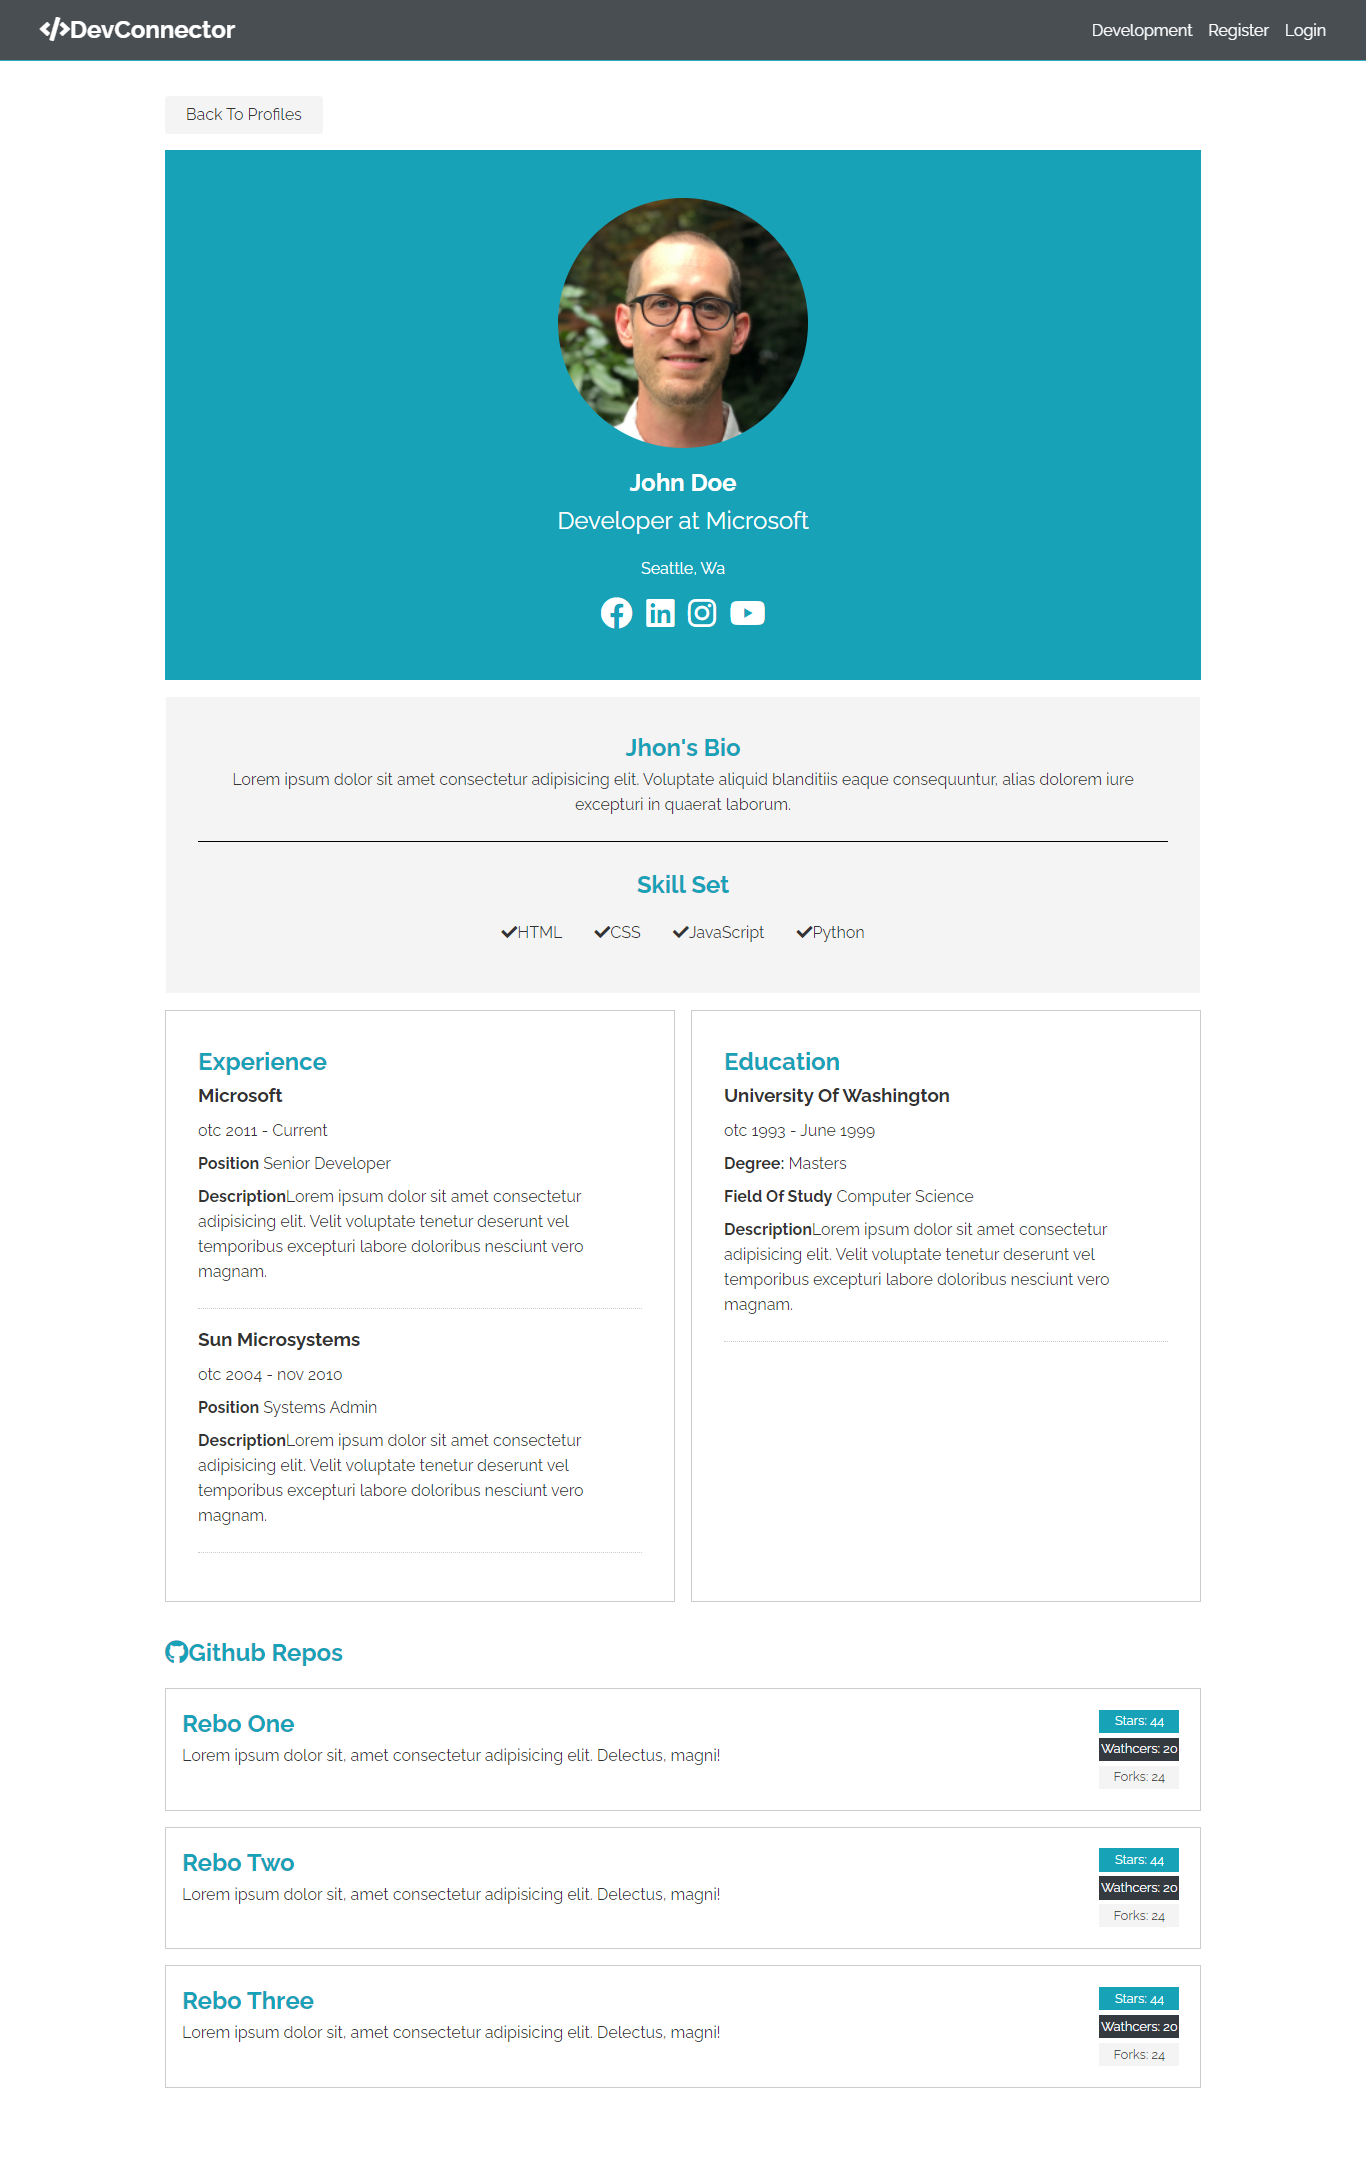 DevConnector
Development Register Login
Back To Profiles
John Doe
Developer at Microsoft
Seattle, Wa
Jhon's Bio
Lorem ipsum dolor sit amet consectetur adipisicing elit. Voluptate aliquid blanditiis eaque consequuntur, alias dolorem iure
excepturi in quaerat laborum.
Skill Set
HTML CSS JavaScript Python
Experience
Microsoft
otc 2011 - Current
Position Senior Developer
DescriptionLorem ipsum dolor sit amet consectetur
adipisicing elit. Velit voluptate tenetur deserunt vel
temporibus excepturi labore doloribus nesciunt vero
magnam.
Sun Microsystems
otc 2004 - nov 2010
Position Systems Admin
DescriptionLorem ipsum dolor sit amet consectetur
adipisicing elit. Velit voluptate tenetur deserunt vel
temporibus excepturi labore doloribus nesciunt vero
magnam.
Education
University Of Washington
otc 1993 - June 1999
Degree: Masters
Field Of Study Computer Science
DescriptionLorem ipsum dolor sit amet consectetur
adipisicing elit. Velit voluptate tenetur deserunt vel
temporibus excepturi labore doloribus nesciunt vero
magnam.
Github Repos
Rebo One
Lorem ipsum dolor sit, amet consectetur adipisicing elit. Delectus, magni!
Stars: 44
Wathcers: 20
Forks: 24
Rebo Two
Lorem ipsum dolor sit, amet consectetur adipisicing elit. Delectus, magni!
Stars: 44
Wathcers: 20
Forks: 24
Rebo Three
Lorem ipsum dolor sit, amet consectetur adipisicing elit. Delectus, magni!
Stars: 44
Wathcers: 20
Forks: 24